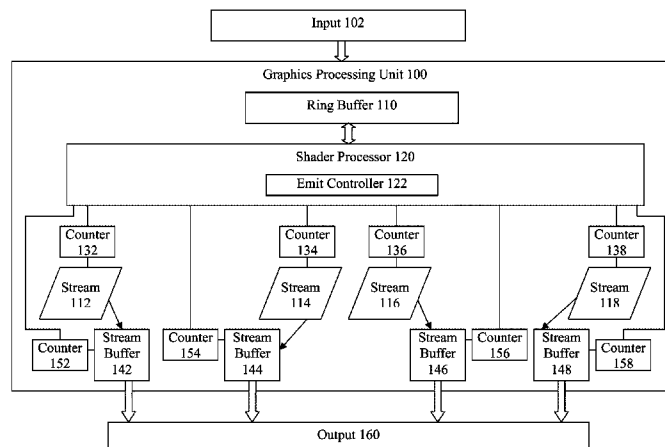 Input 102
Graphics Processing Unit 100
Ring Buffer 110
Shader Processor 120
Emit Controller 122
Counter
132
Counter
134
Counter
136
Counter
138
Stream
112
Stream
114
Stream
116
Stream
118
Counter
152
Stream
Buffer
142
Counter
154
Stream
Buffer
144
Stream
Buffer
146
Counter
156
Stream
Buffer
148
Counter
158
Output 160